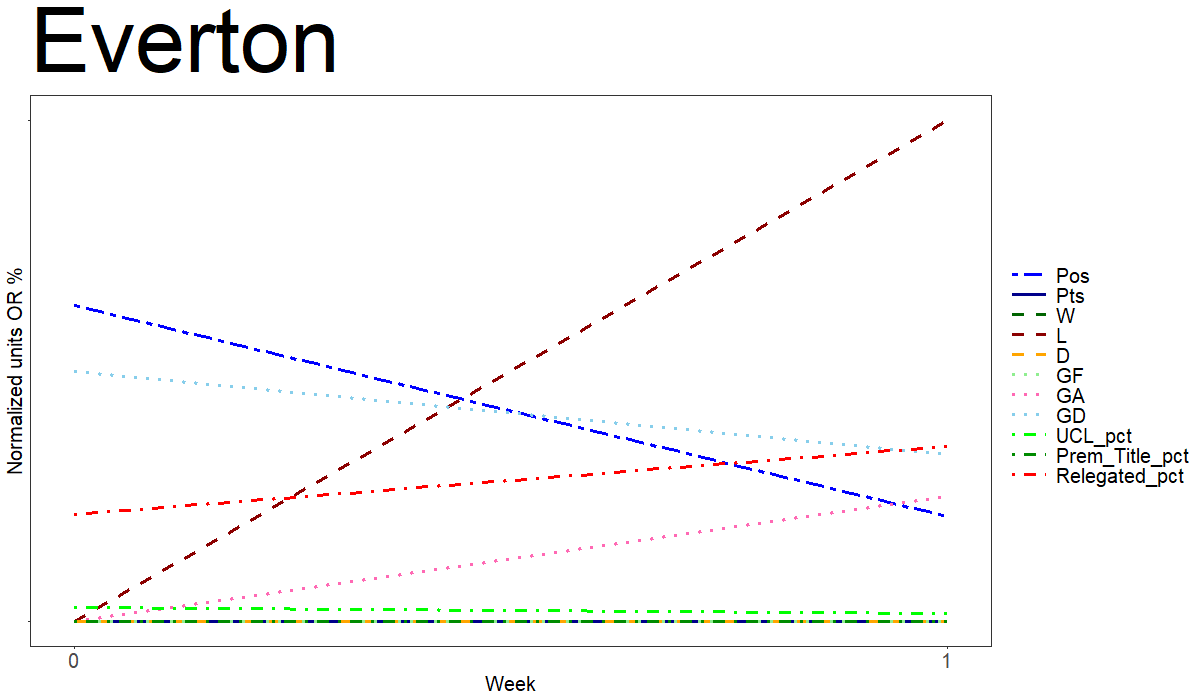 Everton
Normalized units OR %
0
1
Week
Pos
Pts
W
L
D
GF
GA
GD
UCL_pct
Prem_Title_pct
Relegated_pct